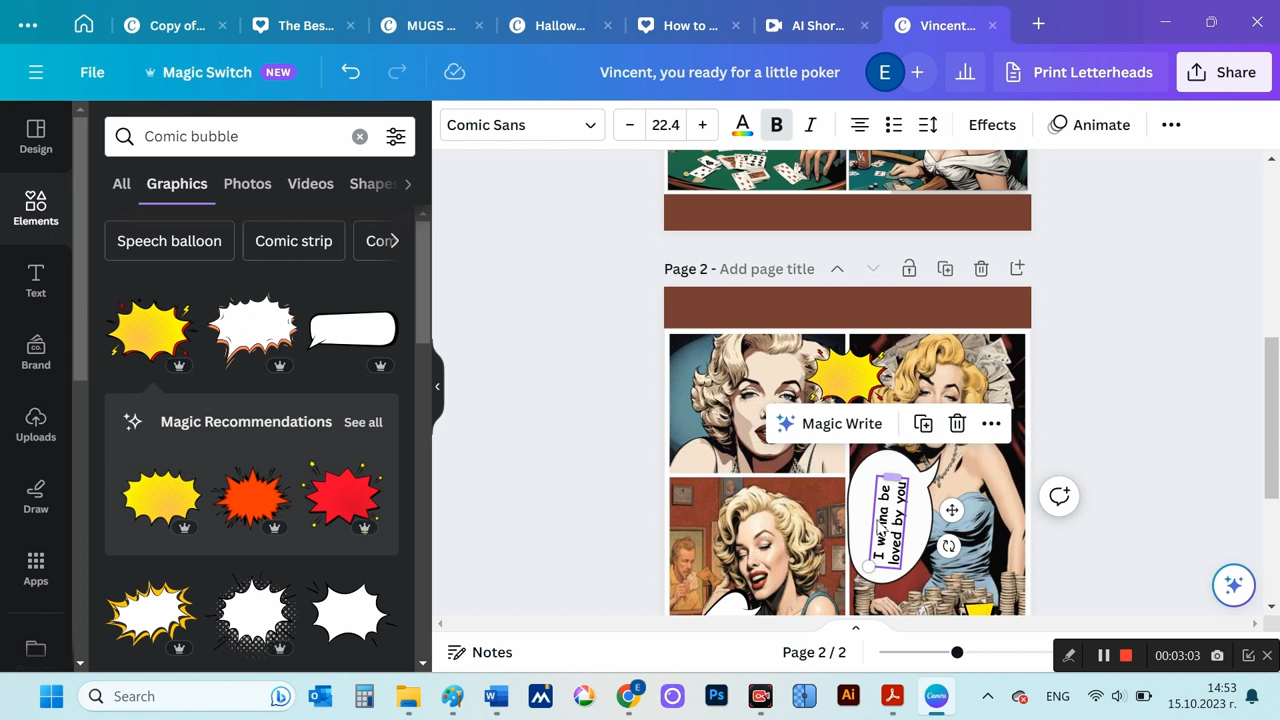 Copy of...
The Bes...
MUGS ...
Hallow...
How to ...
AI Shor...
Vincent...
File
Magic Switch
NEW
Vincent, you ready for a little poker
E
Print Letterheads
Share
Design
Elements
Text
Brand
Uploads
Draw
Apps
Comic bubble
All
Graphics
Photos
Videos
Shapes
Speech balloon
Comic strip
Magic Recommendations
See all
Comic Sans
22.4
A
B
I
Effects
Animate
Page 2 - Add page title
Magic Write
I wanna be
loved by you
Notes
Page 2 / 2
00:03:03
Search
E
Ps
Ai
Canva
ENG
14:53
15.10.2023 г.